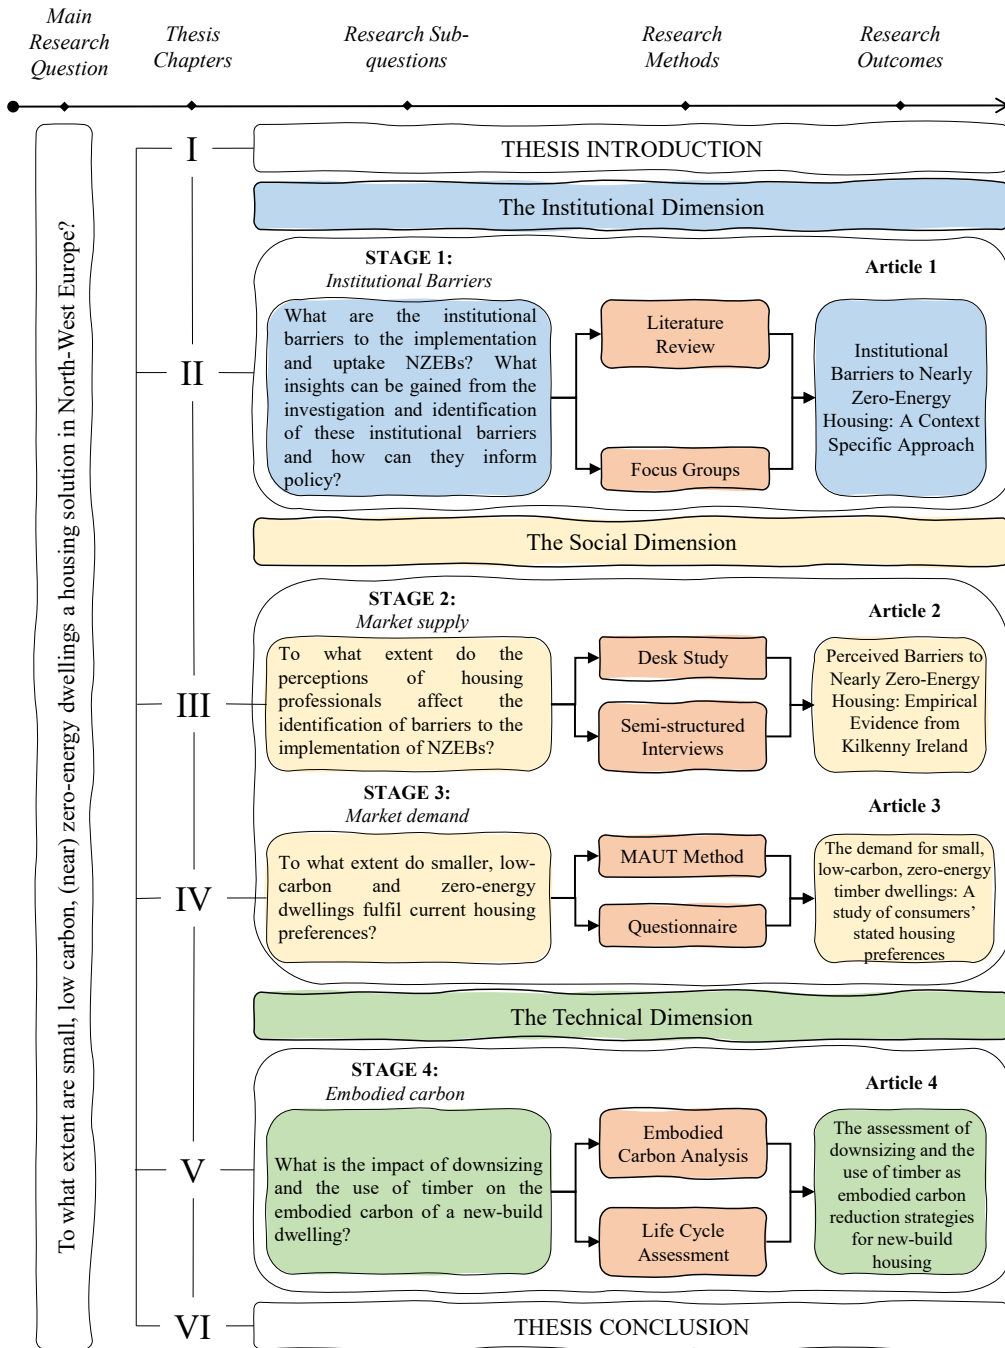 Main
Research
Question
Thesis
Chapters
Research Sub-
questions
Research
Methods
Research
Outcomes
To what extent are small, low carbon, (near) zero-energy dwellings a housing solution in North-West Europe?
I
THESIS INTRODUCTION
The Institutional Dimension
II
STAGE 1:
Institutional Barriers
What are the institutional
barriers to the implementation
and uptake NZEBs? What
insights can be gained from the
investigation and identification
of these institutional barriers
and how can they inform
policy?
Literature
Review
Focus Groups
Article 1
Institutional
Barriers to Nearly
Zero-Energy
Housing: A Context
Specific Approach
The Social Dimension
III
STAGE 2:
Market supply
To what extent do the
perceptions of housing
professionals affect the
identification of barriers to the
implementation of NZEBs?
Desk Study
Semi-structured
Interviews
Article 2
Perceived Barriers to
Nearly Zero-Energy
Housing: Empirical
Evidence from
Kilkenny Ireland
IV
STAGE 3:
Market demand
To what extent do smaller, low-
carbon and zero-energy
dwellings fulfil current housing
preferences?
MAUT Method
Questionnaire
Article 3
The demand for small,
low-carbon, zero-energy
timber dwellings: A
study of consumers'
stated housing
preferences
The Technical Dimension
V
STAGE 4:
Embodied carbon
What is the impact of downsizing
and the use of timber on the
embodied carbon of a new-build
dwelling?
Embodied
Carbon Analysis
Life Cycle
Assessment
Article 4
The assessment of
downsizing and the
use of timber as
embodied carbon
reduction strategies
for new-build
housing
VI
THESIS CONCLUSION